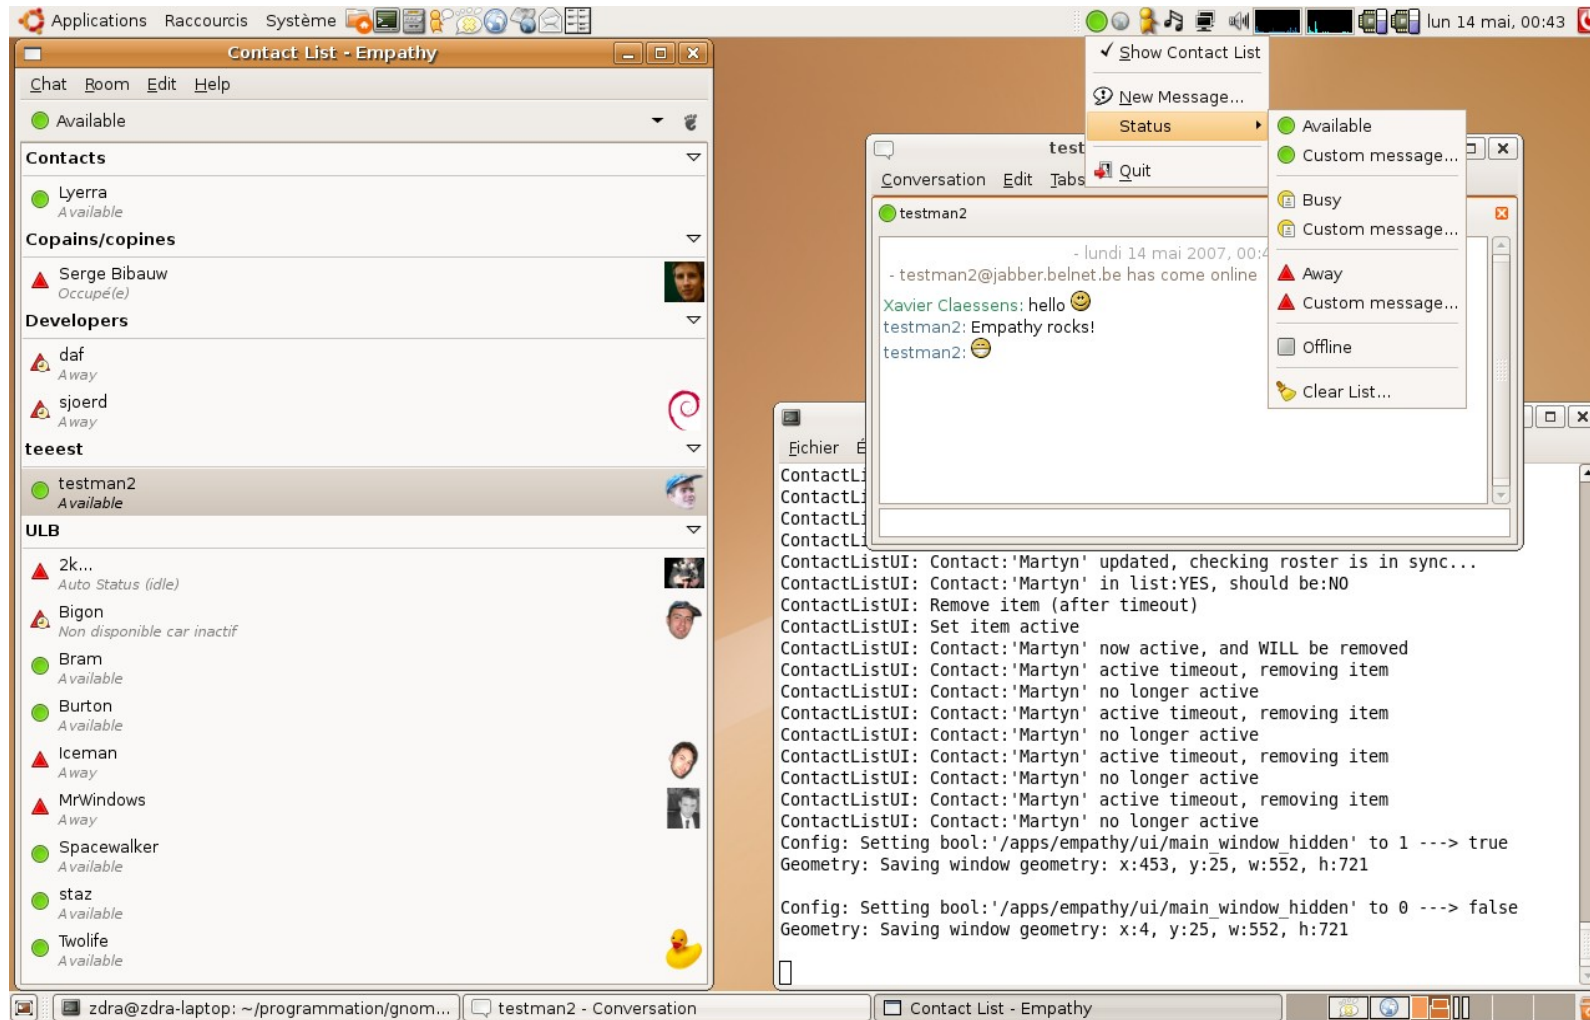 Applications Raccourcis Système
lun 14 mai, 00:43
Contact List - Empathy
Chat Room Edit Help
Available
Contacts
Lyerra
Available
Copains/copines
Serge Bibauw
Occupé(e)
Developers
daf
Away
sjoerd
Away
teeest
testman2
Available
ULB
2k...
Auto Status (idle)
Bigon
Non disponible car inactif
Bram
Available
Burton
Available
Iceman
Away
MrWindows
Away
Spacewalker
Available
staz
Available
Twolife
Available
✓ Show Contact List
New Message...
Status
Quit
Available
Custom message...
Busy
Custom message...
Away
Custom message...
Offline
Clear List...
test
Conversation Edit Tabs
testman2
- lundi 14 mai 2007, 00:4
- testman2@jabber.belnet.be has come online
Xavier Claessens: hello
testman2: Empathy rocks!
testman2:
Fichier É
ContactLi
ContactLi
ContactLi
ContactLi
ContactListUI: Contact:'Martyn' updated, checking roster is in sync...
ContactListUI: Contact:'Martyn' in list:YES, should be:NO
ContactListUI: Remove item (after timeout)
ContactListUI: Set item active
ContactListUI: Contact:'Martyn' now active, and WILL be removed
ContactListUI: Contact:'Martyn' active timeout, removing item
ContactListUI: Contact:'Martyn' no longer active
ContactListUI: Contact:'Martyn' active timeout, removing item
ContactListUI: Contact:'Martyn' no longer active
ContactListUI: Contact:'Martyn' active timeout, removing item
ContactListUI: Contact:'Martyn' no longer active
ContactListUI: Contact:'Martyn' active timeout, removing item
ContactListUI: Contact:'Martyn' no longer active
Config: Setting bool:'/apps/empathy/ui/main_window_hidden' to 1 ---> true
Geometry: Saving window geometry: x:453, y:25, w:552, h:721
Config: Setting bool:'/apps/empathy/ui/main_window_hidden' to 0 ---> false
Geometry: Saving window geometry: x:4, y:25, w:552, h:721
zdra@zdra-laptop: ~/programmation/gnom...
testman2 - Conversation
Contact List - Empathy